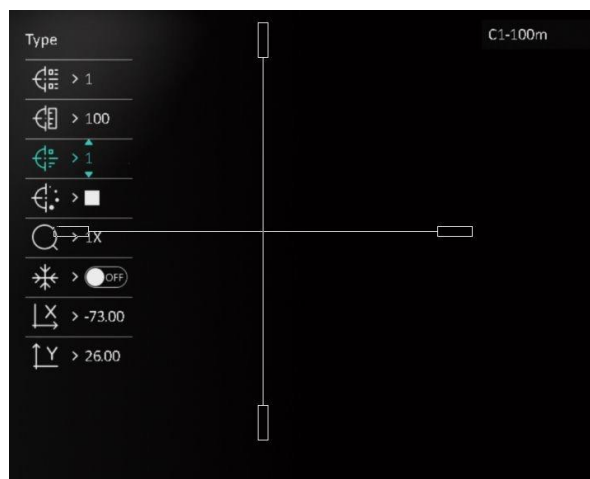 Type
C1-100m
> 1
> 100
> 1
>
> 1X
> OFF
X > -73.00
Y > 26.00